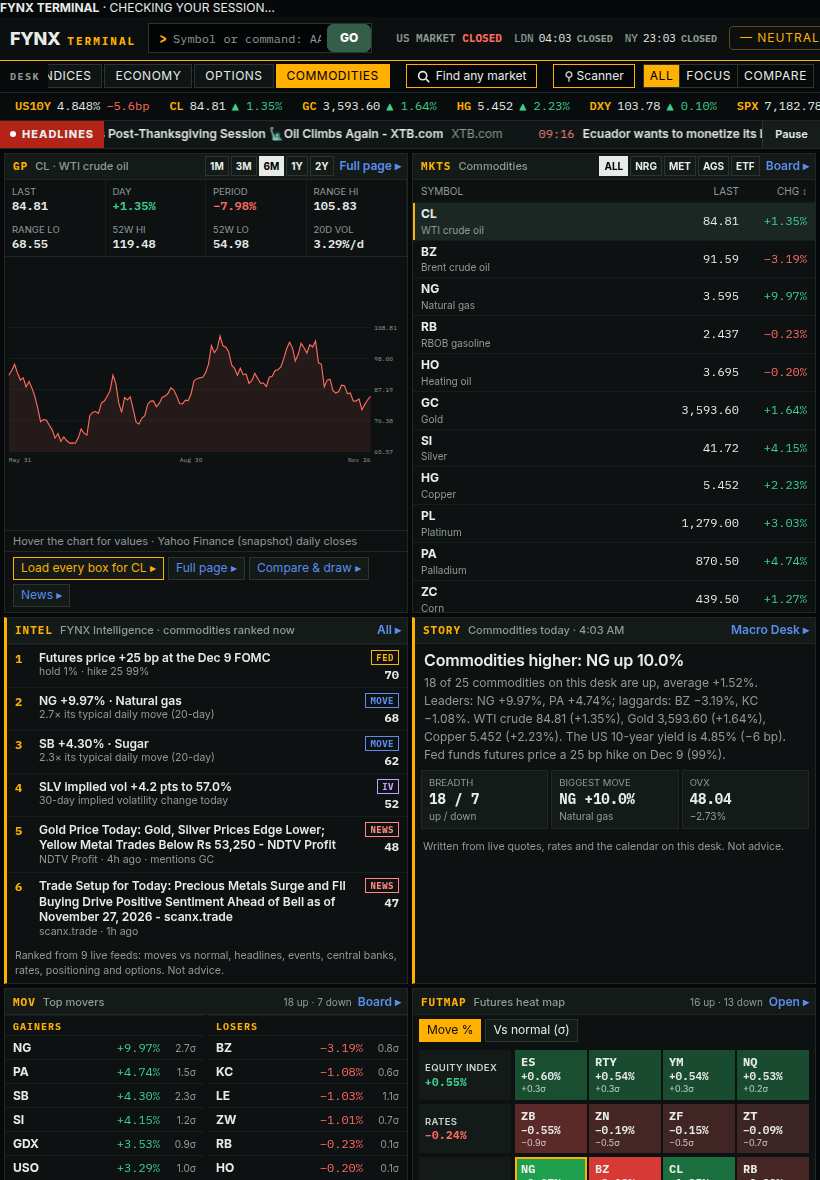 FYNX TERMINAL · CHECKING YOUR SESSION...
FYNX TERMINAL
> Symbol or command: AA
GO
US MARKET CLOSED LDN 04:03 CLOSED NY 23:03 CLOSED
— NEUTRAL
DESK NDICES ECONOMY OPTIONS COMMODITIES Find any market Scanner ALL FOCUS COMPARE
US10Y 4.848% −5.6bp CL 84.81 ▲ 1.35% GC 3,593.60 ▲ 1.64% HG 5.452 ▲ 2.23% DXY 103.78 ▲ 0.10% SPX 7,182.78
HEADLINES Post-Thanksgiving Session 🗽Oil Climbs Again - XTB.com XTB.com 09:16 Ecuador wants to monetize its Pause
GP CL · WTI crude oil 1M 3M 6M 1Y 2Y Full page ▸
LAST DAY PERIOD RANGE HI
84.81 +1.35% −7.98% 105.83
RANGE LO 52W HI 52W LO 20D VOL
68.55 119.48 54.98 3.29%/d
108.81
98.00
87.19
76.38
65.57
May 31 Aug 30 Nov 26
Hover the chart for values · Yahoo Finance (snapshot) daily closes
Load every box for CL ▸ Full page ▸ Compare & draw ▸
News ▸
MKTS Commodities ALL NRG MET AGS ETF Board ▸
SYMBOL LAST CHG ↕
CL 84.81 +1.35%
WTI crude oil
BZ 91.59 −3.19%
Brent crude oil
NG 3.595 +9.97%
Natural gas
RB 2.437 −0.23%
RBOB gasoline
HO 3.695 −0.20%
Heating oil
GC 3,593.60 +1.64%
Gold
SI 41.72 +4.15%
Silver
HG 5.452 +2.23%
Copper
PL 1,279.00 +3.03%
Platinum
PA 870.50 +4.74%
Palladium
ZC 439.50 +1.27%
Corn
INTEL FYNX Intelligence · commodities ranked now All ▸
1 Futures price +25 bp at the Dec 9 FOMC FED
hold 1% · hike 25 99% 70
2 NG +9.97% · Natural gas MOVE
2.7× its typical daily move (20-day) 68
3 SB +4.30% · Sugar MOVE
2.3× its typical daily move (20-day) 62
4 SLV implied vol +4.2 pts to 57.0% IV
30-day implied volatility change today 52
5 Gold Price Today: Gold, Silver Prices Edge Lower; NEWS
Yellow Metal Trades Below Rs 53,250 - NDTV Profit 48
NDTV Profit · 4h ago · mentions GC
6 Trade Setup for Today: Precious Metals Surge and FII NEWS
Buying Drive Positive Sentiment Ahead of Bell as of 47
November 27, 2026 - scanx.trade
scanx.trade · 1h ago
Ranked from 9 live feeds: moves vs normal, headlines, events, central banks,
rates, positioning and options. Not advice.
STORY Commodities today · 4:03 AM Macro Desk ▸
Commodities higher: NG up 10.0%
18 of 25 commodities on this desk are up, average +1.52%.
Leaders: NG +9.97%, PA +4.74%; laggards: BZ −3.19%, KC
−1.08%. WTI crude 84.81 (+1.35%), Gold 3,593.60 (+1.64%),
Copper 5.452 (+2.23%). The US 10-year yield is 4.85% (−6 bp).
Fed funds futures price a 25 bp hike on Dec 9 (99%).
BREADTH BIGGEST MOVE OVX
18 / 7 NG +10.0% 48.04
up / down Natural gas −2.73%
Written from live quotes, rates and the calendar on this desk. Not advice.
MOV Top movers 18 up · 7 down Board ▸
GAINERS LOSERS
NG +9.97% 2.7σ BZ −3.19% 0.8σ
PA +4.74% 1.5σ KC −1.08% 0.6σ
SB +4.30% 2.3σ LE −1.03% 1.1σ
SI +4.15% 1.2σ ZW −1.01% 0.7σ
GDX +3.53% 0.9σ RB −0.23% 0.1σ
USO +3.29% 1.0σ HO −0.20% 0.1σ
FUTMAP Futures heat map 16 up · 13 down Open ▸
Move % Vs normal (σ)
EQUITY INDEX ES RTY YM NQ
+0.55% +0.60% +0.54% +0.54% +0.53%
+0.3σ +0.3σ +0.3σ +0.2σ
RATES ZB ZN ZF ZT
−0.24% −0.55% −0.19% −0.15% −0.09%
−0.9σ −0.5σ −0.5σ −0.7σ
NG BZ CL RB